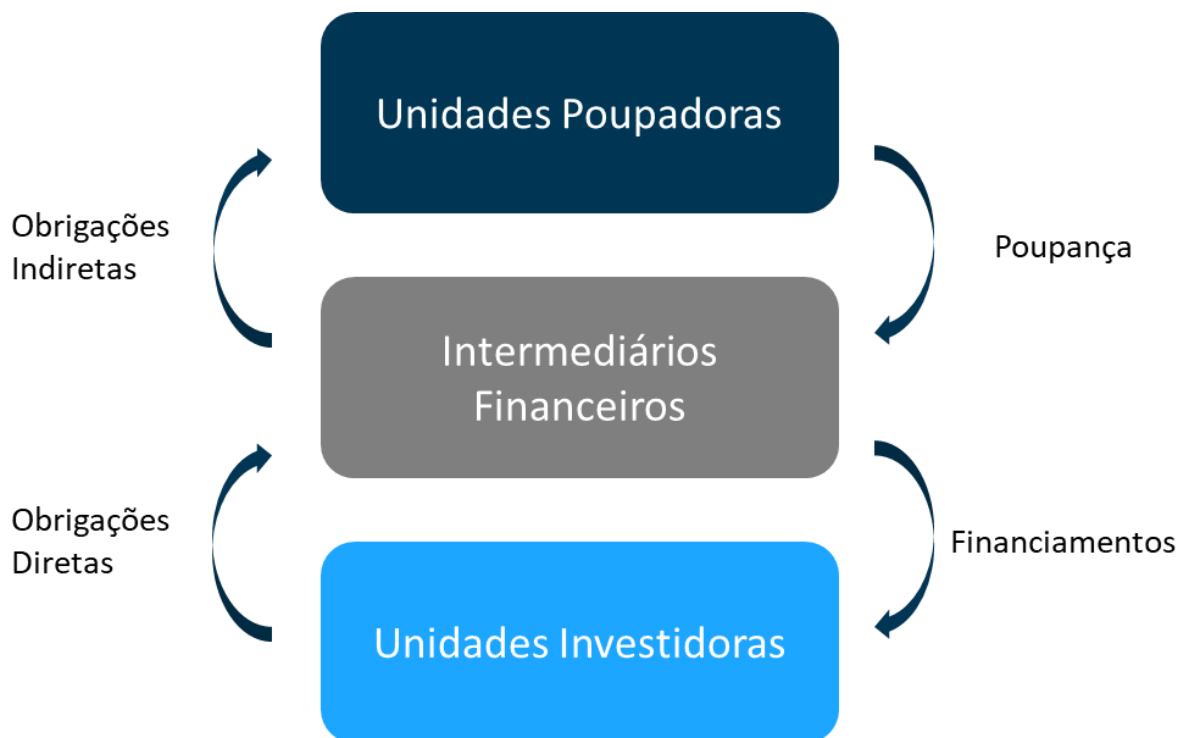 Unidades Poupadoras
Obrigações
Indiretas
Poupança
Intermediários
Financeiros
Obrigações
Diretas
Financiamentos
Unidades Investidoras